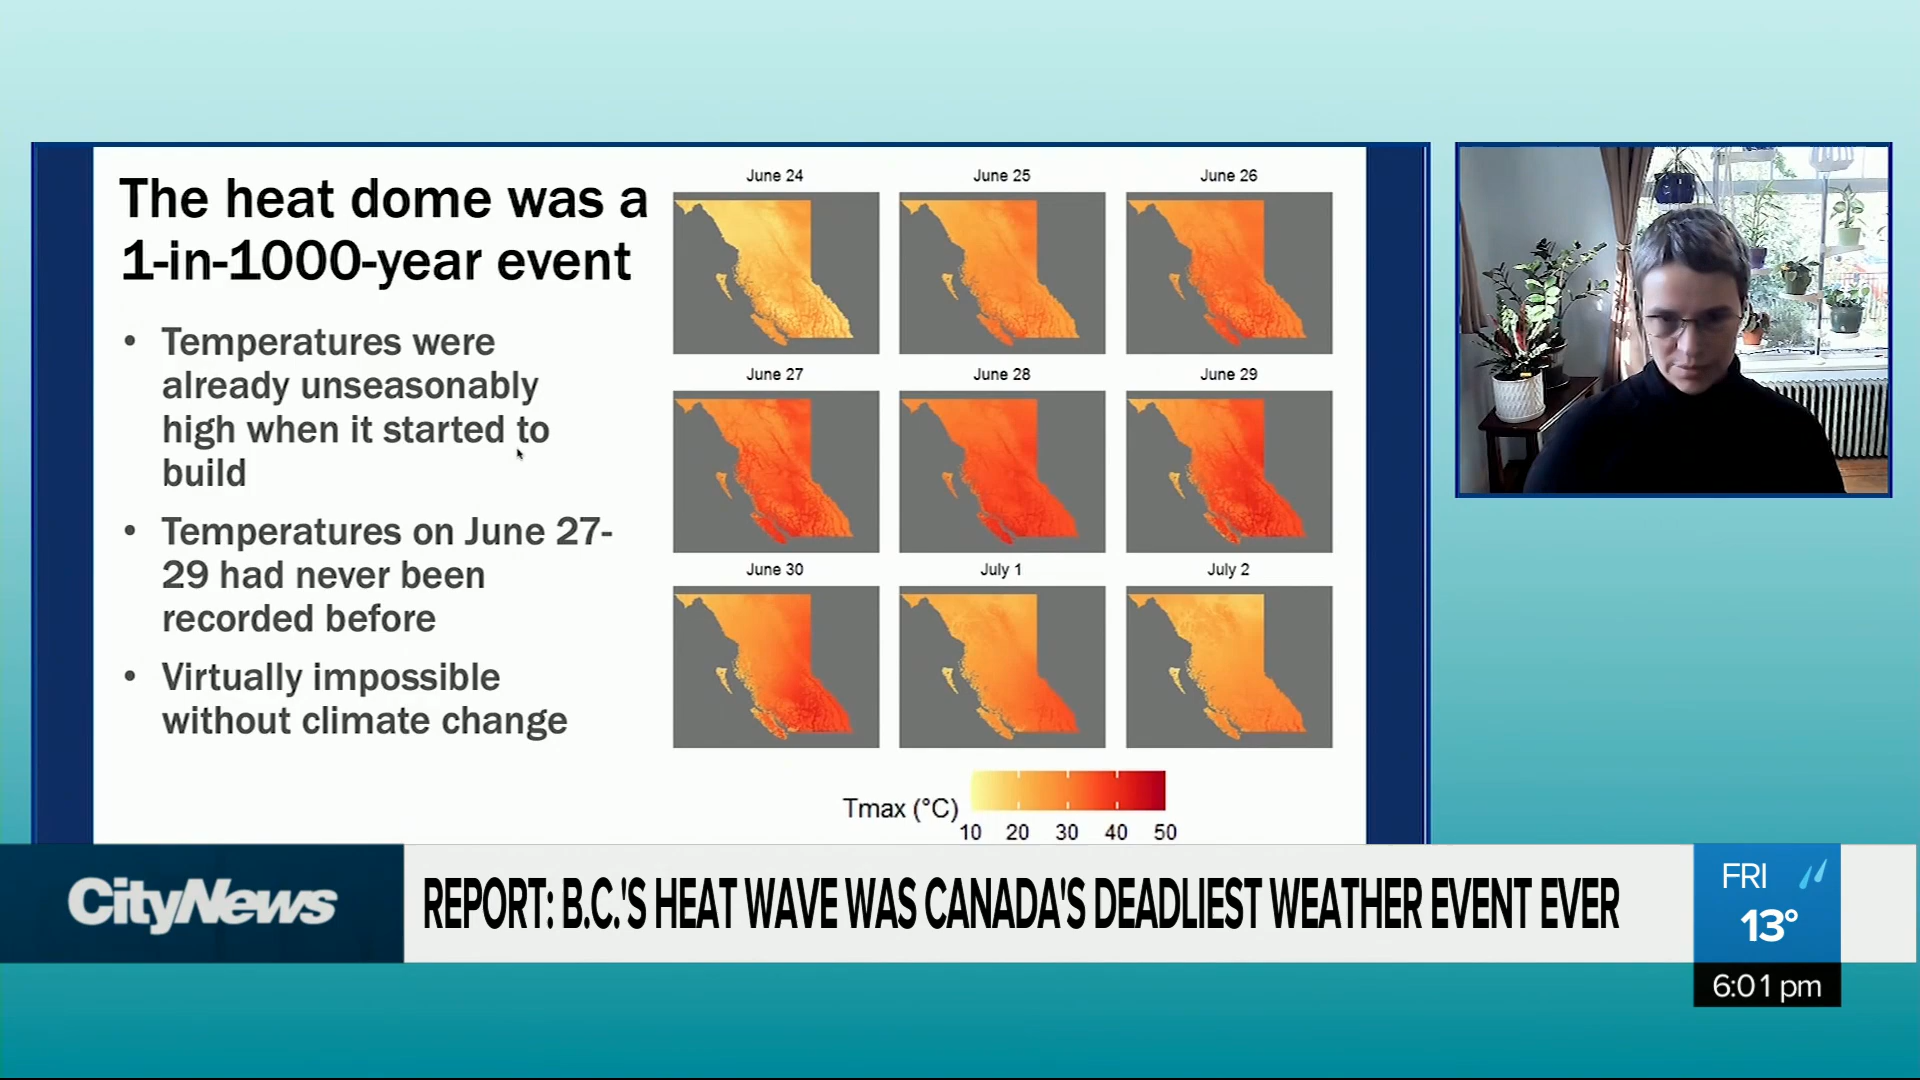 The heat dome was a
1-in-1000-year event
• Temperatures were
already unseasonably
high when it started to
build
• Temperatures on June 27-
29 had never been
recorded before
• Virtually impossible
without climate change
June 24 June 25 June 26
June 27 June 28 June 29
June 30 July 1 July 2
Tmax (°C)
10 20 30 40 50
CityNews
REPORT: B.C.'S HEAT WAVE WAS CANADA'S DEADLIEST WEATHER EVENT EVER
FRI
13°
6:01 pm